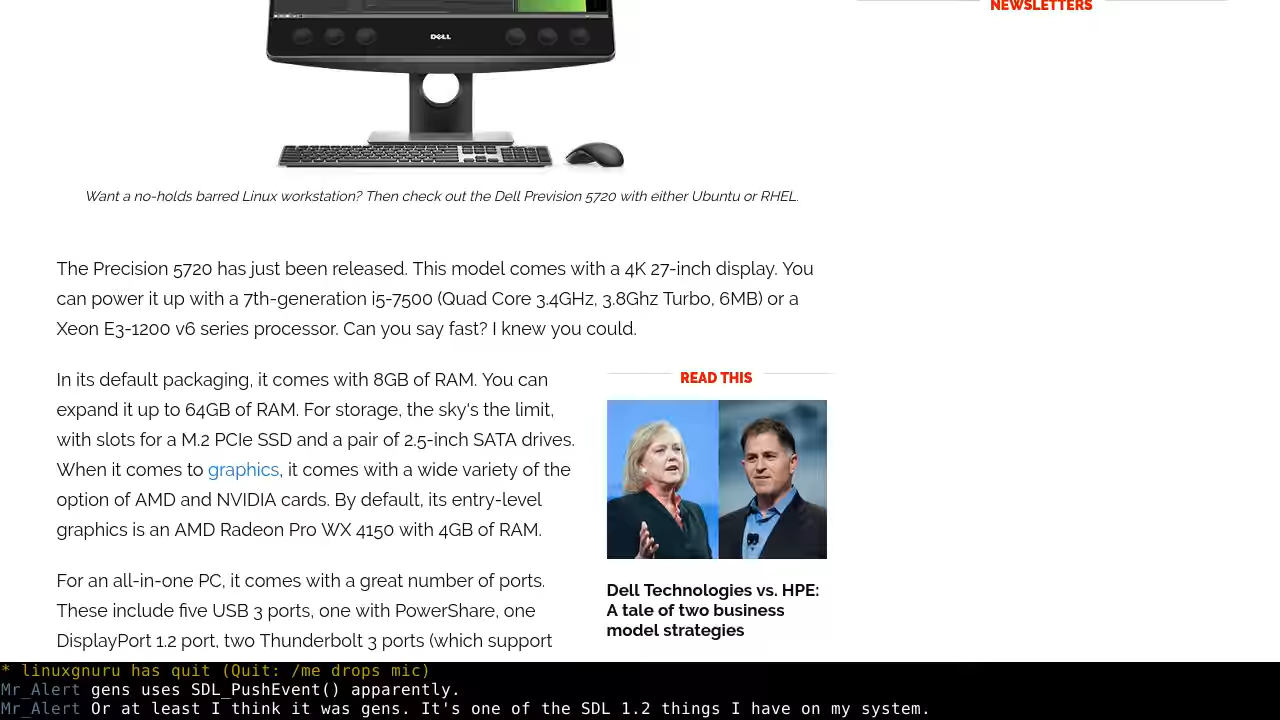 NEWSLETTERS
DELL
Want a no-holds barred Linux workstation? Then check out the Dell Prevision 5720 with either Ubuntu or RHEL.
The Precision 5720 has just been released. This model comes with a 4K 27-inch display. You
can power it up with a 7th-generation i5-7500 (Quad Core 3.4GHz, 3.8Ghz Turbo, 6MB) or a
Xeon E3-1200 v6 series processor. Can you say fast? I knew you could.
In its default packaging, it comes with 8GB of RAM. You can
expand it up to 64GB of RAM. For storage, the sky's the limit,
with slots for a M.2 PCIe SSD and a pair of 2.5-inch SATA drives.
When it comes to graphics, it comes with a wide variety of the
option of AMD and NVIDIA cards. By default, its entry-level
graphics is an AMD Radeon Pro WX 4150 with 4GB of RAM.
For an all-in-one PC, it comes with a great number of ports.
These include five USB 3 ports, one with PowerShare, one
DisplayPort 1.2 port, two Thunderbolt 3 ports (which support
READ THIS
Dell Technologies vs. HPE:
A tale of two business
model strategies
* linuxgnuru has quit (Quit: /me drops mic)
Mr_Alert gens uses SDL_PushEvent() apparently.
Mr_Alert Or at least I think it was gens. It's one of the SDL 1.2 things I have on my system.